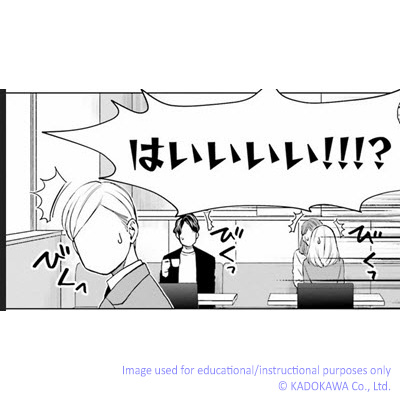 はいいいい!!!?
びくっ
びくっ
びくっ
Image used for educational/instructional purposes only
© KADOKAWA Co., Ltd.